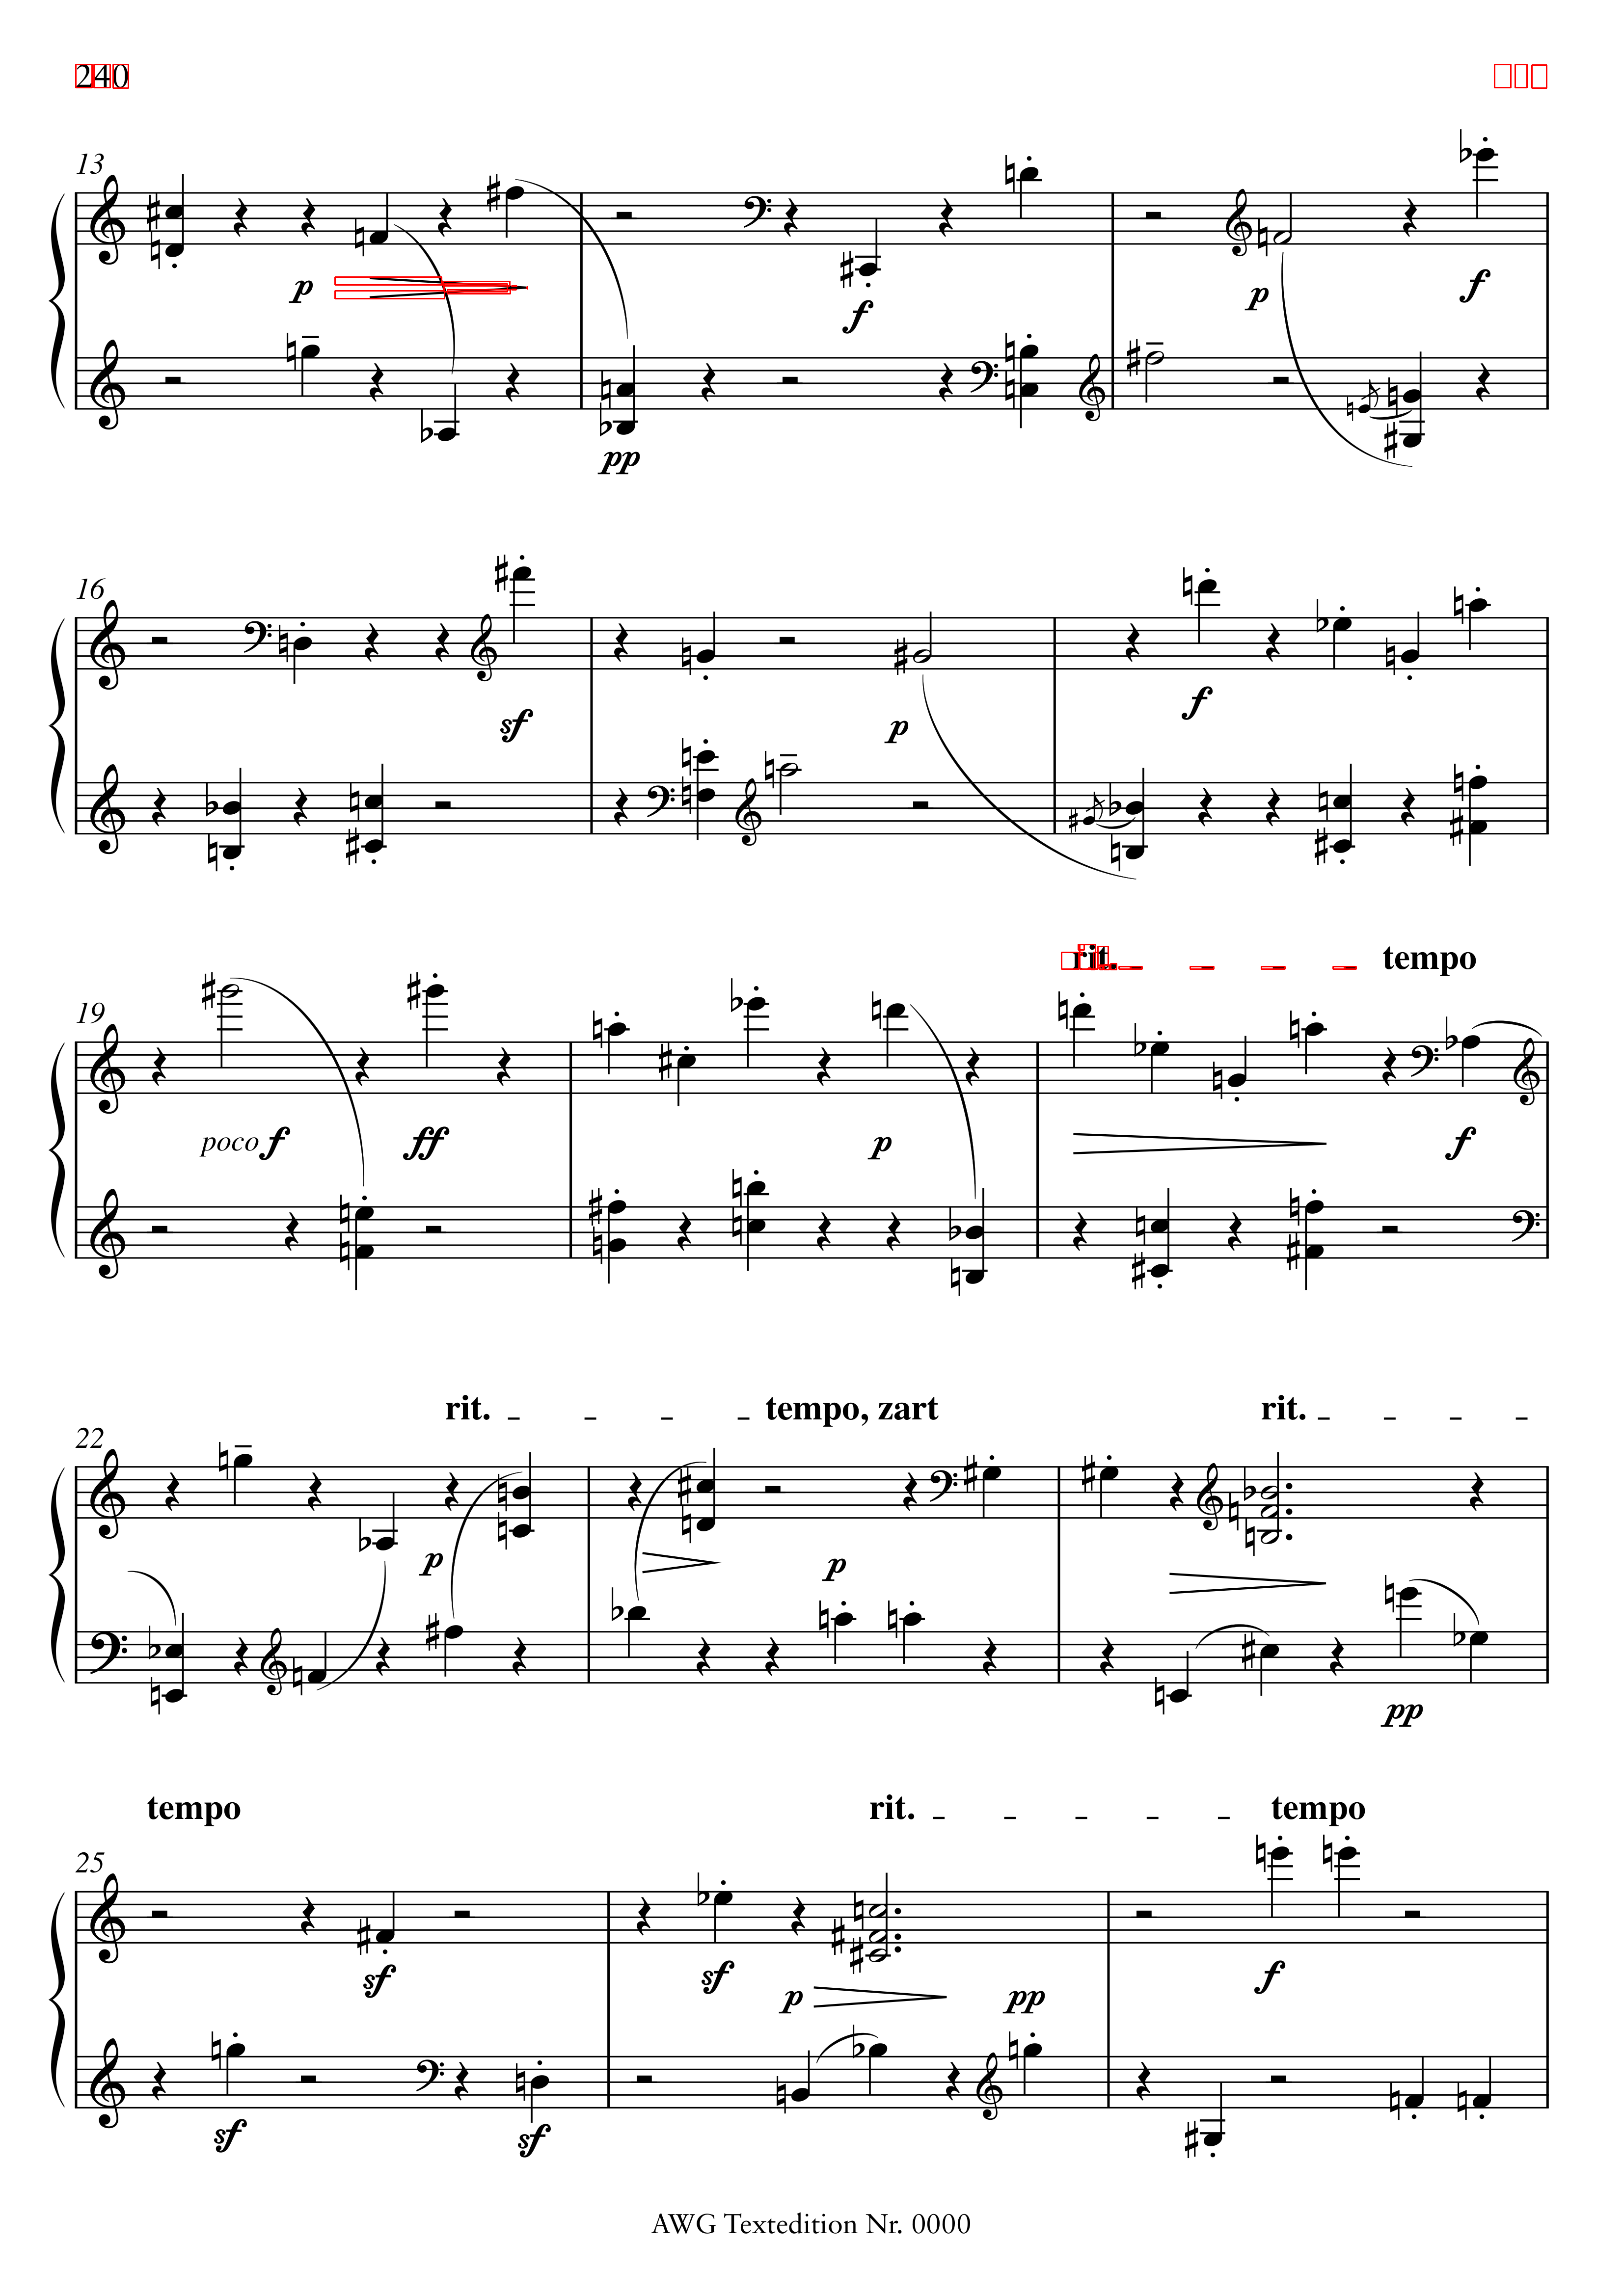 240
13
p
f
p
f
pp
16
sf
p
f
rit. _ _ _ _ tempo
19
poco f
ff
p
f
rit. _ _ _ _ tempo, zart
rit. _ _ _ _
22
p
p
pp
tempo
rit. _ _ _ _ _ tempo
25
sf
sf
f
p
pp
sf
sf
AWG Textedition Nr. 0000